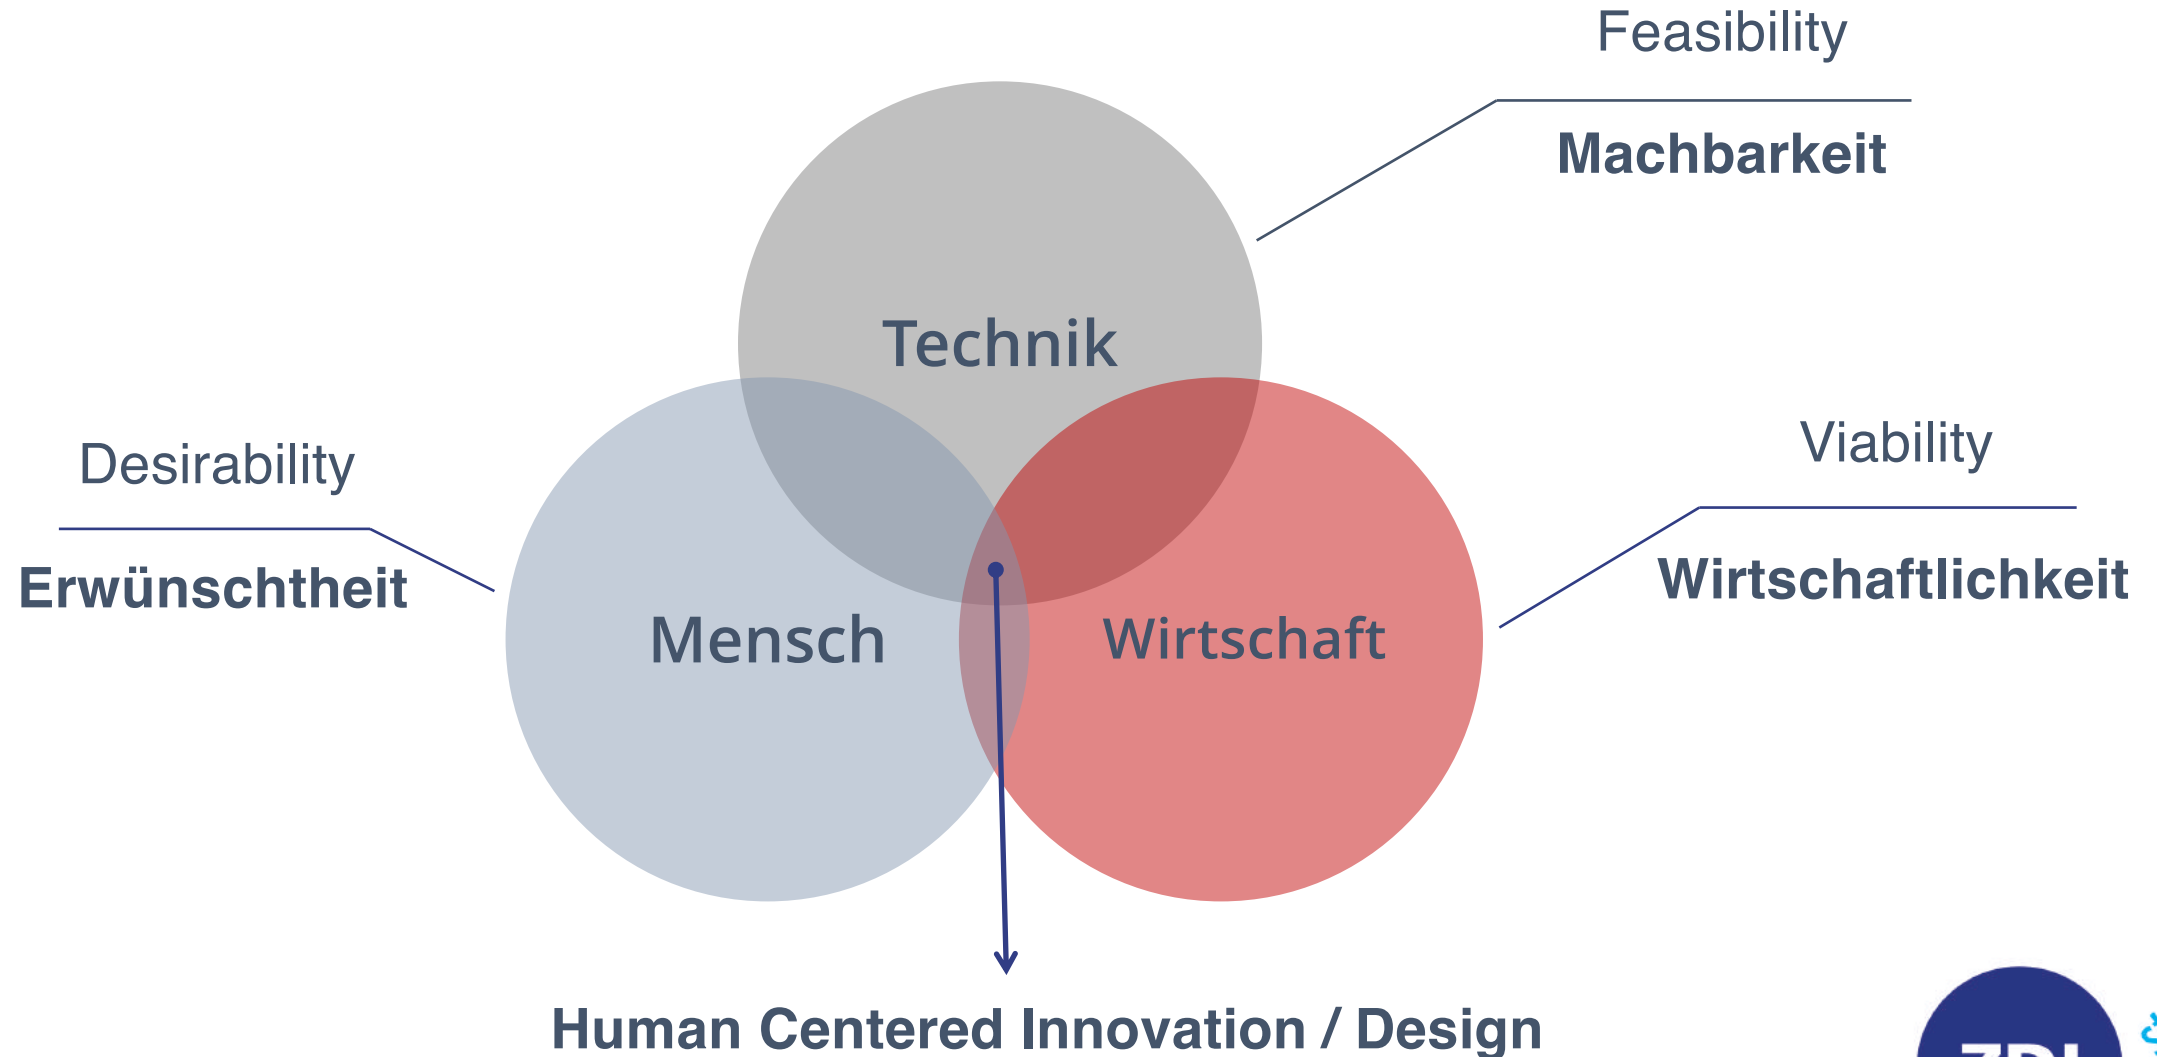 Feasibility
Machbarkeit
Technik
Desirability
Erwünschtheit
Viability
Wirtschaftlichkeit
Mensch
Wirtschaft
Human Centered Innovation / Design